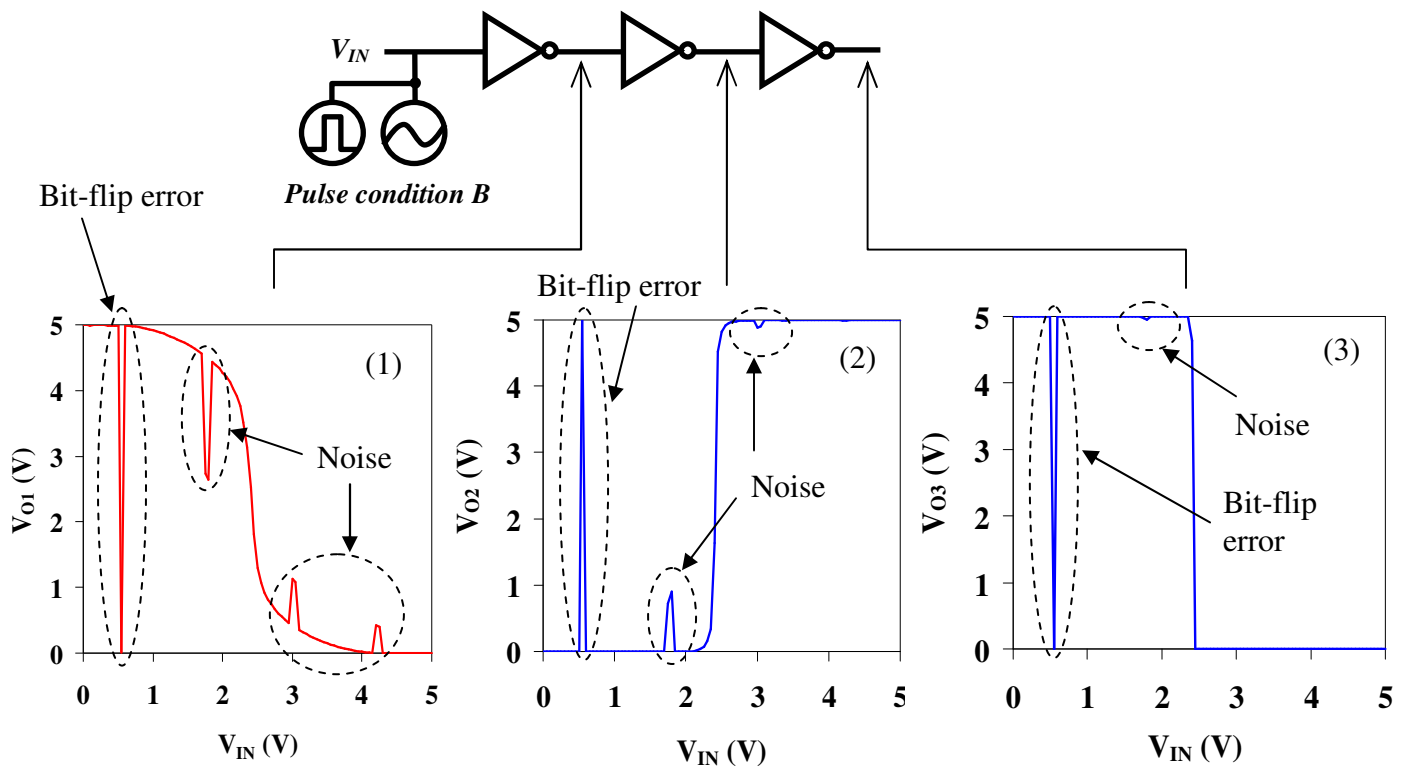 V_IN
Pulse condition B
Bit-flip error
(1)
Noise
V_O1 (V)
5
4
3
2
1
0
0 1 2 3 4 5
V_IN (V)
Bit-flip error
(2)
Noise
V_O2 (V)
5
4
3
2
1
0
0 1 2 3 4 5
V_IN (V)
(3)
Noise
Bit-flip
error
V_O3 (V)
5
4
3
2
1
0
0 1 2 3 4 5
V_IN (V)